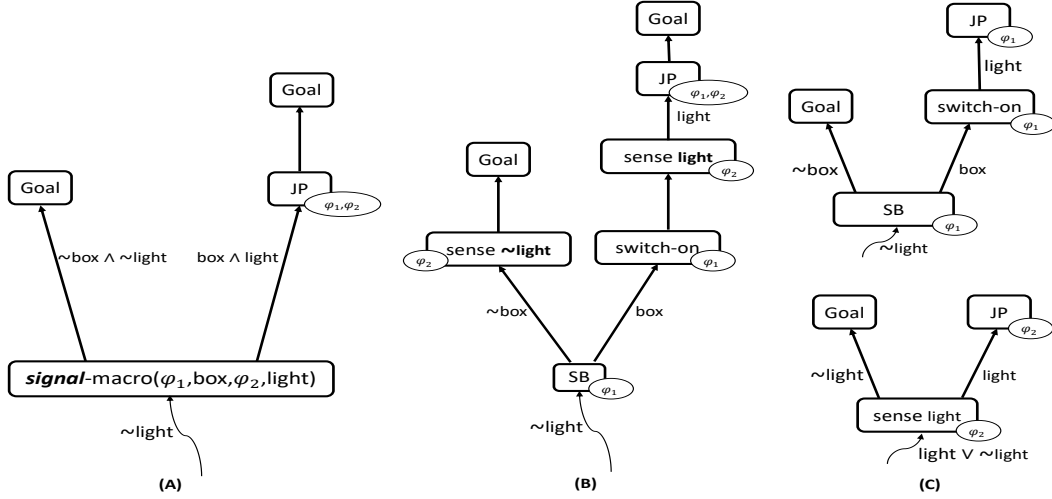 Goal
Goal
JP
φ1,φ2
~box ∧ ~light
box ∧ light
signal-macro(φ1,box,φ2,light)
~light
(A)
Goal
JP
φ1,φ2
light
Goal
sense light
φ2
sense ~light
φ2
switch-on
φ1
~box
box
SB
φ1
~light
(B)
JP
φ1
light
Goal
switch-on
φ1
~box
box
SB
φ1
~light
Goal
JP
φ2
~light
light
sense light
φ2
light ∨ ~light
(C)